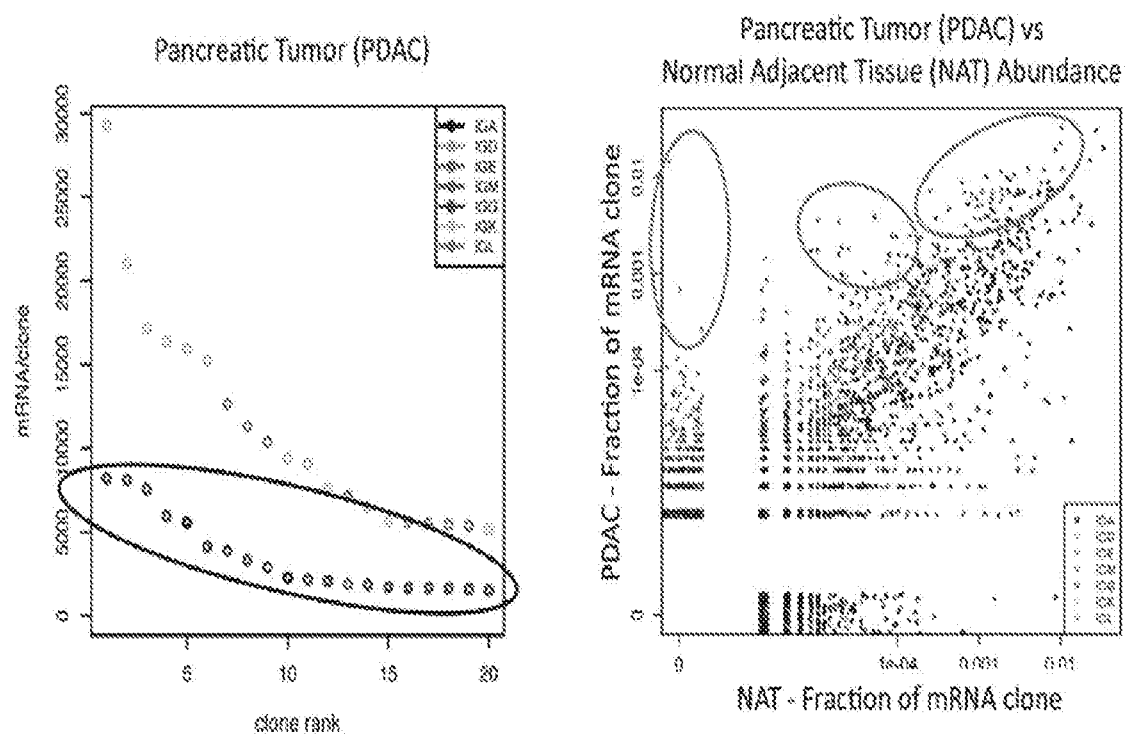 Pancreatic Tumor (PDAC)
30000
25000
20000
15000
10000
5000
0
mRNA/clone
5
10
15
20
clone rank
Pancreatic Tumor (PDAC) vs
Normal Adjacent Tissue (NAT) Abundance
PDAC - Fraction of mRNA clone
0.01
0.001
1e-04
0
0
1e-04
0.001
0.01
NAT - Fraction of mRNA clone